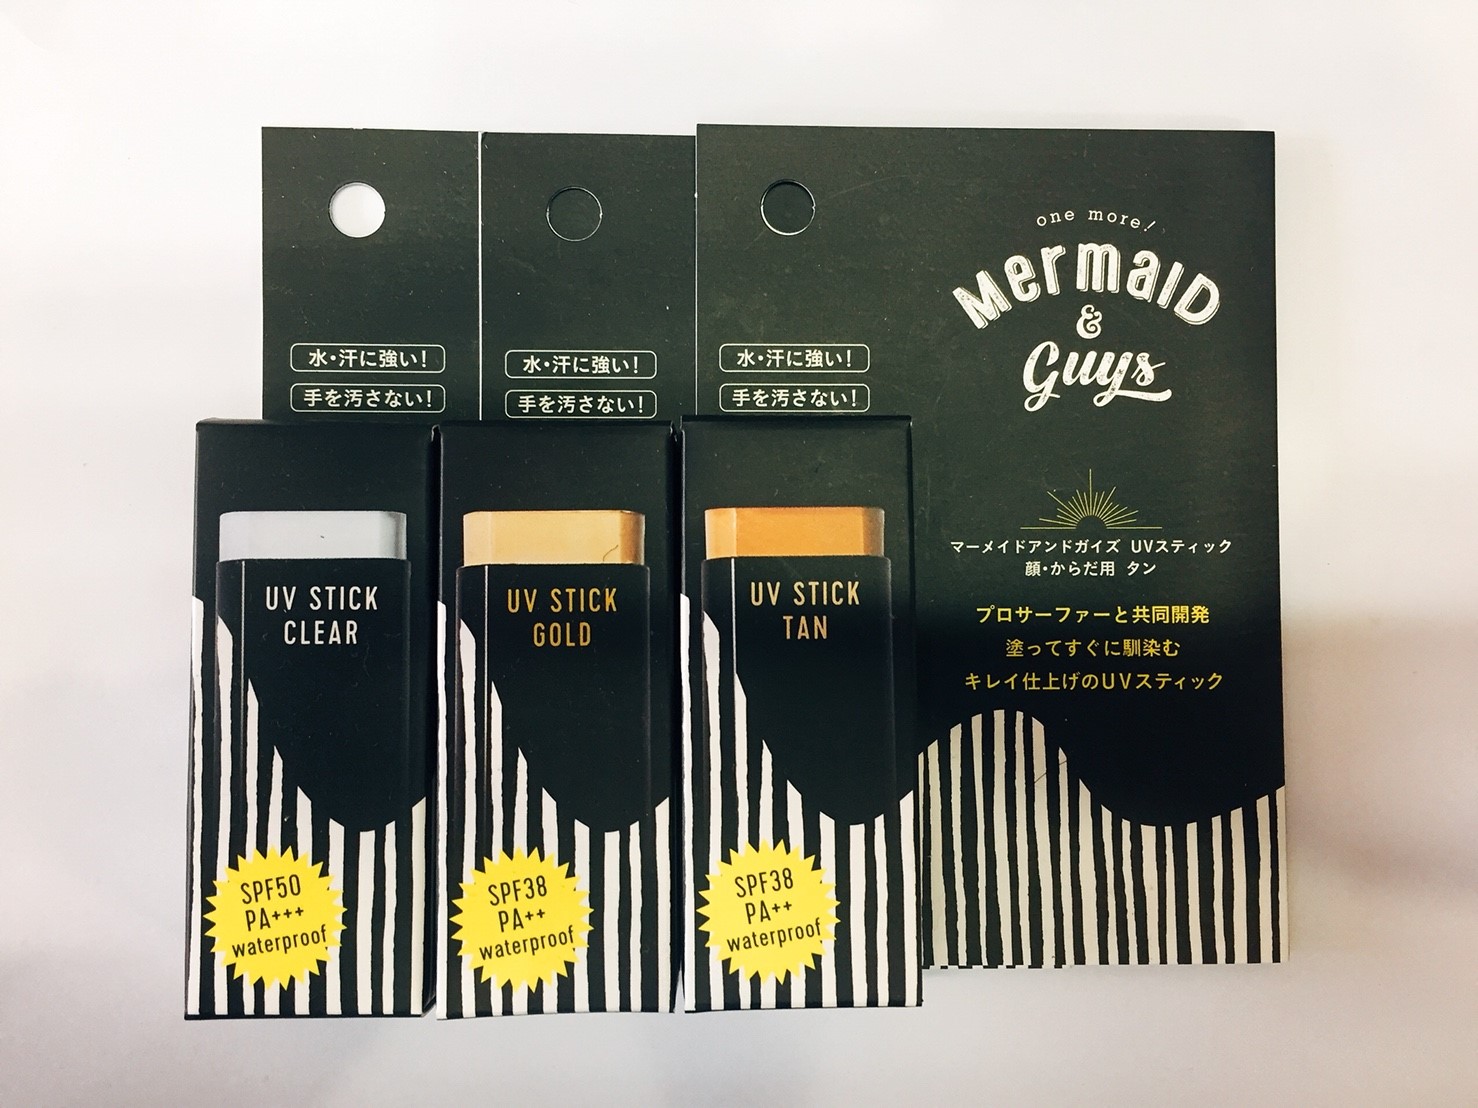 水・汗に強い!
手を汚さない!
UV STICK
CLEAR
SPF50
PA+++
waterproof
水・汗に強い!
手を汚さない!
UV STICK
GOLD
SPF38
PA++
waterproof
水・汗に強い!
手を汚さない!
UV STICK
TAN
SPF38
PA++
waterproof
one more!
Mermaid
&
Guys
マーメイドアンドガイズ UVスティック
顔・からだ用 タン
プロサーファーと共同開発
塗ってすぐに馴染む
キレイ仕上げのUVスティック